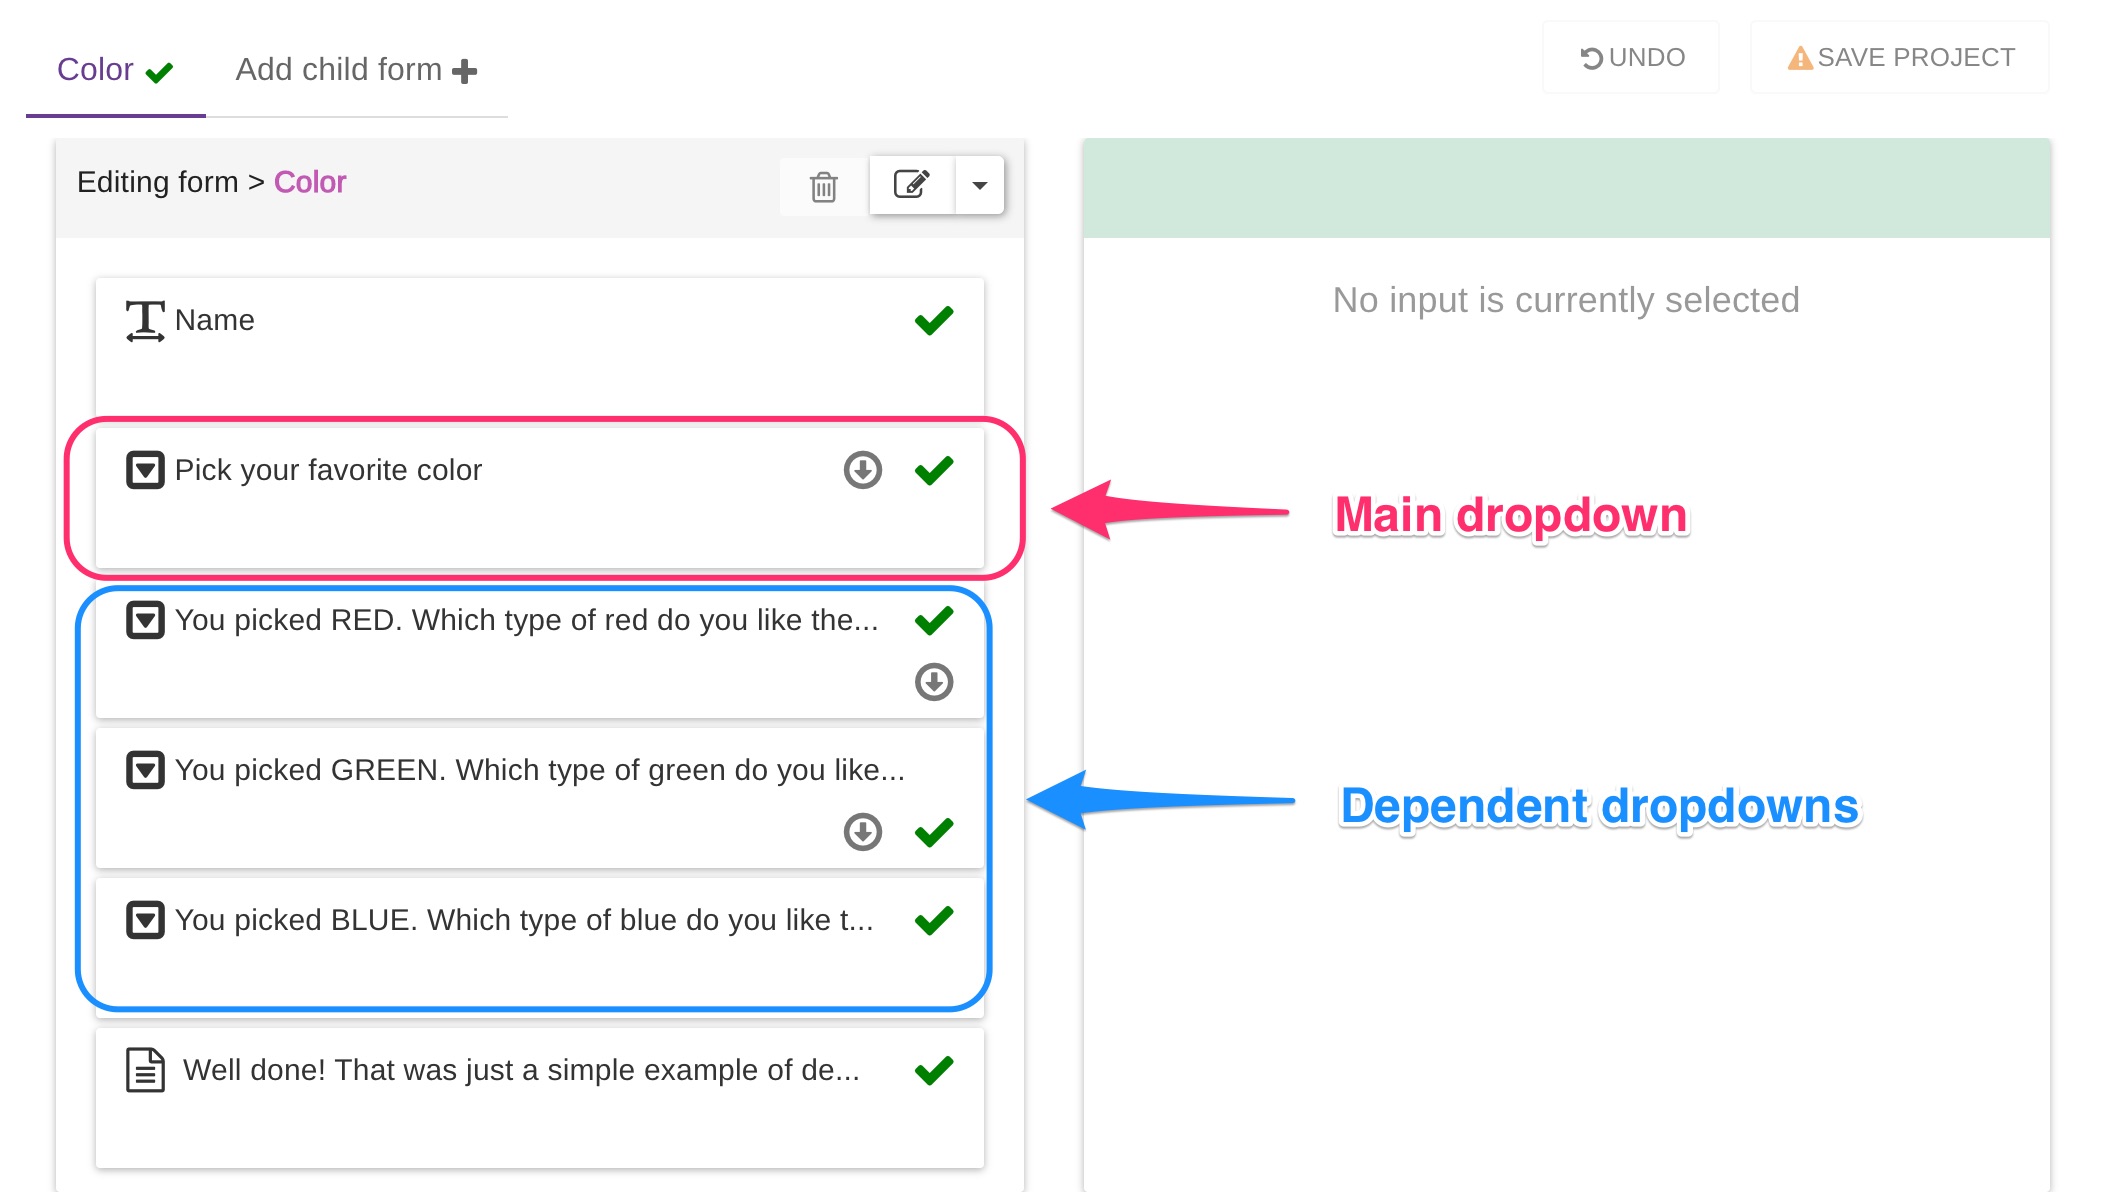 Color
Add child form
UNDO
SAVE PROJECT
Editing form > Color
Name
No input is currently selected
Pick your favorite color
Main dropdown
You picked RED. Which type of red do you like the...
You picked GREEN. Which type of green do you like...
Dependent dropdowns
You picked BLUE. Which type of blue do you like t...
Well done! That was just a simple example of de...